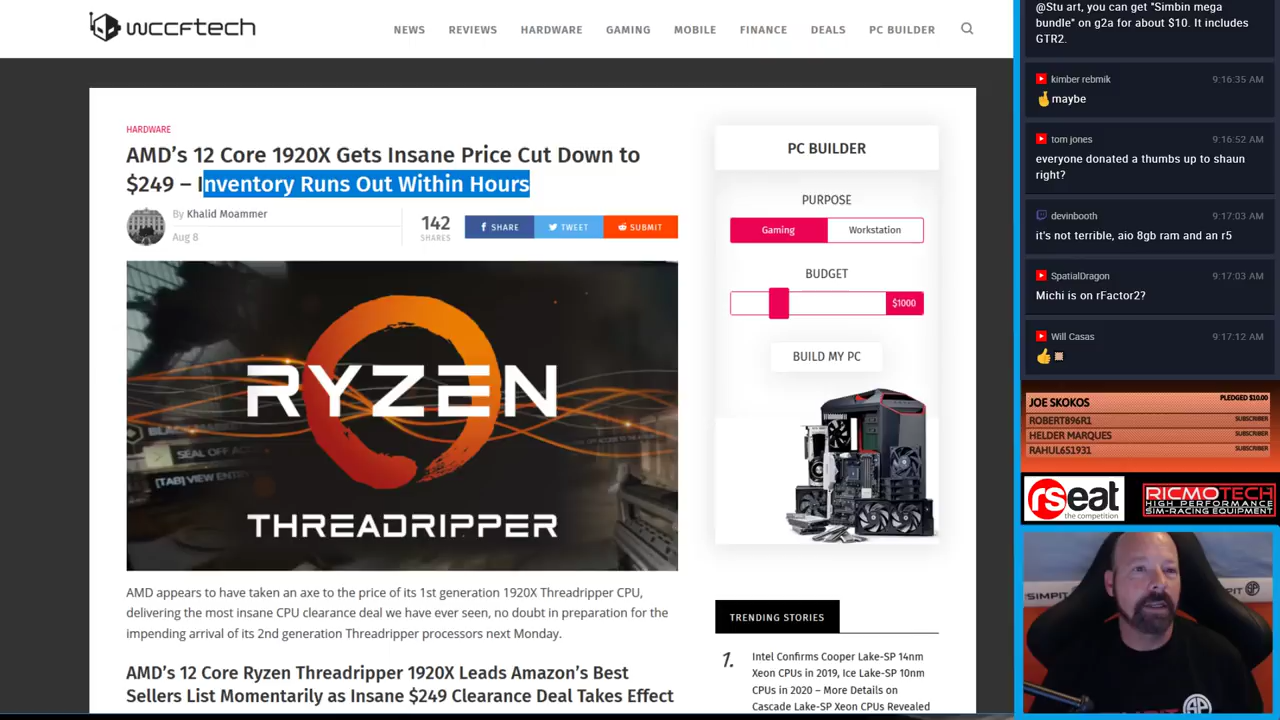 wccftech
NEWS REVIEWS HARDWARE GAMING MOBILE FINANCE DEALS PC BUILDER
HARDWARE
AMD's 12 Core 1920X Gets Insane Price Cut Down to
$249 – Inventory Runs Out Within Hours
By Khalid Moammer
Aug 8
142
SHARES
SHARE
TWEET
SUBMIT
RYZEN
THREADRIPPER
SEAL OFF
[TAB] VIEW ENTRY
AMD appears to have taken an axe to the price of its 1st generation 1920X Threadripper CPU,
delivering the most insane CPU clearance deal we have ever seen, no doubt in preparation for the
impending arrival of its 2nd generation Threadripper processors next Monday.
AMD's 12 Core Ryzen Threadripper 1920X Leads Amazon's Best
Sellers List Momentarily as Insane $249 Clearance Deal Takes Effect
PC BUILDER
PURPOSE
Gaming Workstation
BUDGET
$1000
BUILD MY PC
TRENDING STORIES
1. Intel Confirms Cooper Lake-SP 14nm
Xeon CPUs in 2019, Ice Lake-SP 10nm
CPUs in 2020 – More Details on
Cascade Lake-SP Xeon CPUs Revealed
@Stu art, you can get "Simbin mega
bundle" on g2a for about $10. It includes
GTR2.
kimber rebmik 9:16:35 AM
🤞maybe
tom jones 9:16:52 AM
everyone donated a thumbs up to shaun
right?
devinbooth 9:17:03 AM
it's not terrible, aio 8gb ram and an r5
SpatialDragon 9:17:03 AM
Michi is on rFactor2?
Will Casas 9:17:12 AM
👍
JOE SKOKOS PLEDGED $10.00
ROBERT896R1 SUBSCRIBER
HELDER MARQUES SUBSCRIBER
RAHUL651931 SUBSCRIBER
rseat
the competition
RICMOTECH
HIGH PERFORMANCE
SIM-RACING EQUIPMENT
SIMPIT